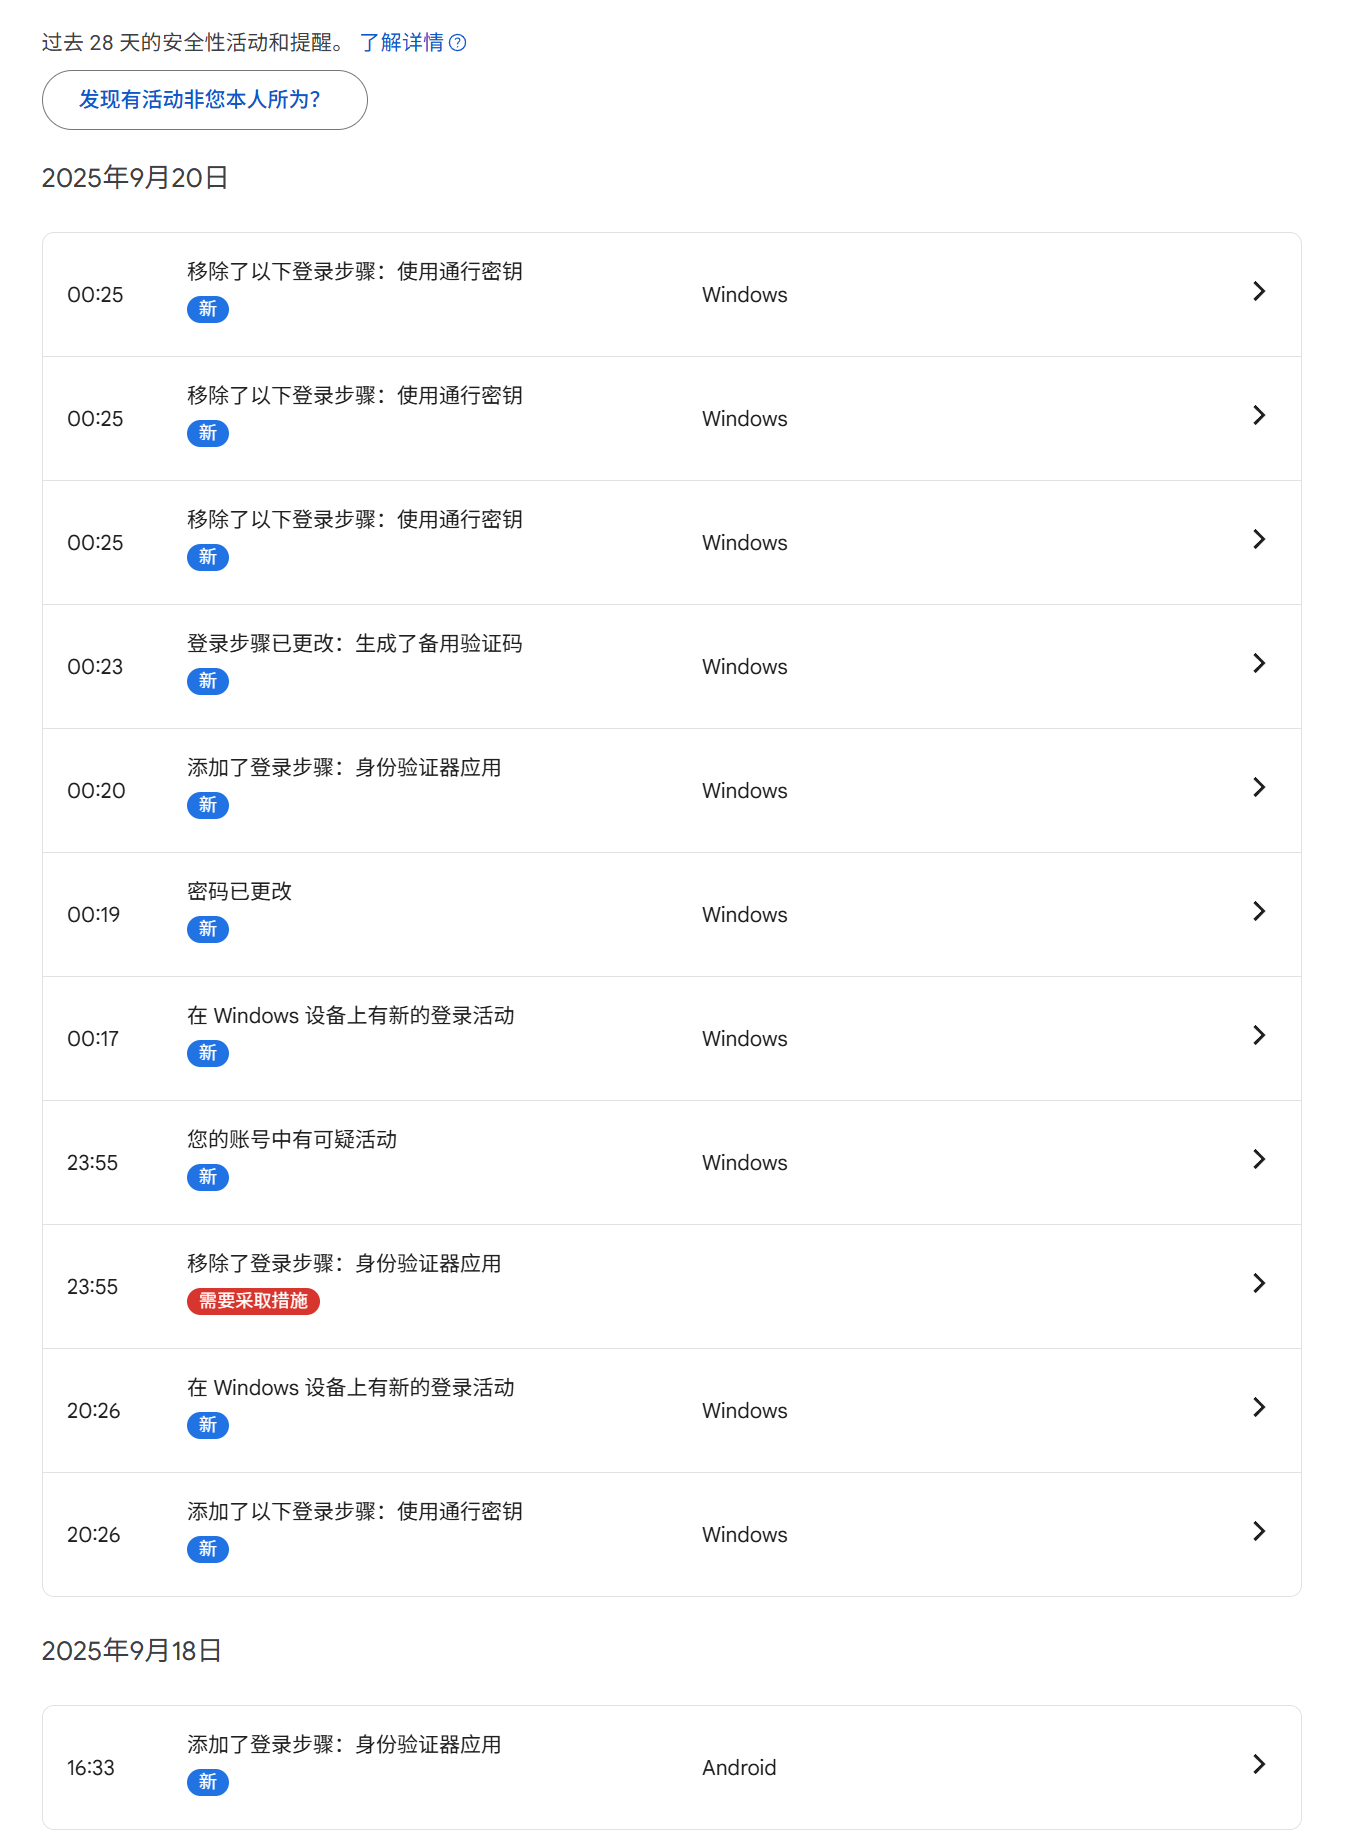 过去 28 天的安全性活动和提醒。 了解详情
发现有活动非您本人所为？
2025年9月20日
00:25 移除了以下登录步骤：使用通行密钥 Windows
新
00:25 移除了以下登录步骤：使用通行密钥 Windows
新
00:25 移除了以下登录步骤：使用通行密钥 Windows
新
00:23 登录步骤已更改：生成了备用验证码 Windows
新
00:20 添加了登录步骤：身份验证器应用 Windows
新
00:19 密码已更改 Windows
新
00:17 在 Windows 设备上有新的登录活动 Windows
新
23:55 您的账号中有可疑活动 Windows
新
23:55 移除了登录步骤：身份验证器应用
需要采取措施
20:26 在 Windows 设备上有新的登录活动 Windows
新
20:26 添加了以下登录步骤：使用通行密钥 Windows
新
2025年9月18日
16:33 添加了登录步骤：身份验证器应用 Android
新